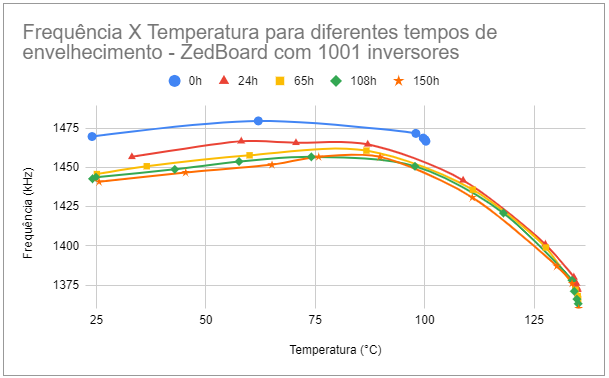 Frequência X Temperatura para diferentes tempos de
envelhecimento - ZedBoard com 1001 inversores
0h 24h 65h 108h 150h
Frequência (kHz)
1475
1450
1425
1400
1375
25 50 75 100 125
Temperatura (°C)